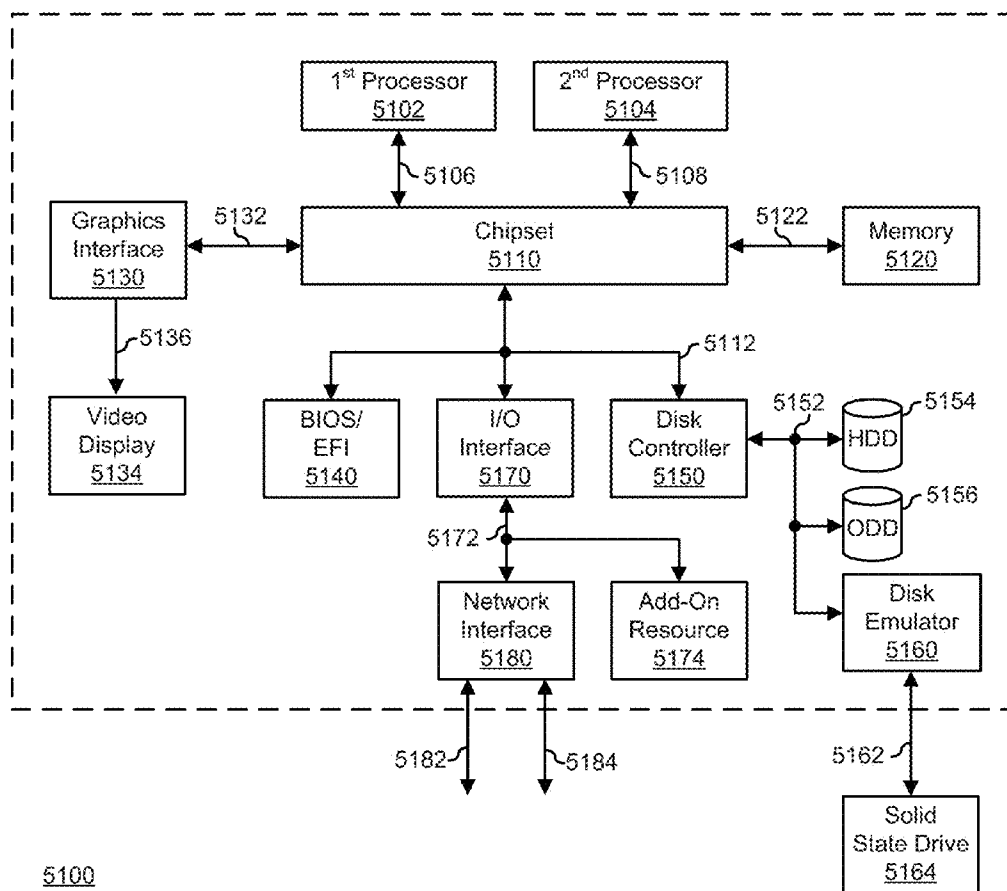 1st Processor
5102
2nd Processor
5104
5106
5108
Graphics
Interface
5130
5132
Chipset
5110
5122
Memory
5120
5136
5112
Video
Display
5134
BIOS/
EFI
5140
I/O
Interface
5170
Disk
Controller
5150
5152
5154
HDD
5156
ODD
5172
Network
Interface
5180
Add-On
Resource
5174
Disk
Emulator
5160
5182
5184
5162
Solid
State Drive
5164
5100